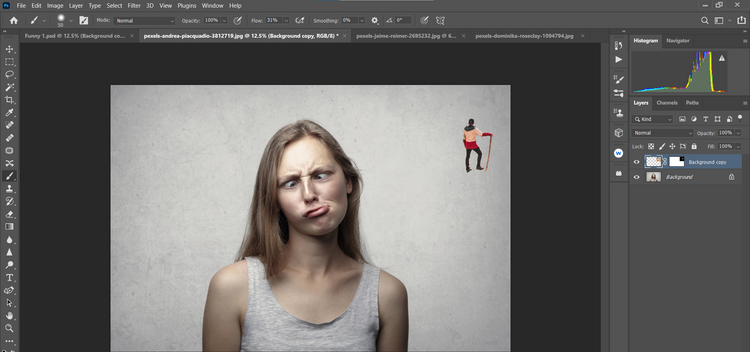 Ps File Edit Image Layer Type Select Filter 3D View Plugins Window Help
50 Mode: Normal Opacity: 100% Flow: 31% Smoothing: 0% 0°
Funny 1.psd @ 12.5% (Background co... × pexels-andrea-piacquadio-3812719.jpg @ 12.5% (Background copy, RGB/8) * × pexels-jaime-reimer-2695232.jpg @ 6... × pexels-dominika-roseclay-1094794.jpg ×
Histogram Navigator
Layers Channels Paths
Kind
Normal Opacity: 100%
Lock: Fill: 100%
Background copy
Background